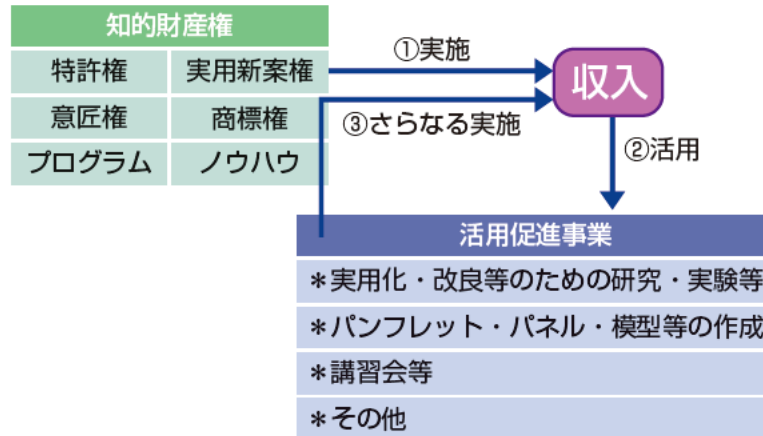 知的財産権
特許権 実用新案権
意匠権 商標権
プログラム ノウハウ
①実施
収入
③さらなる実施
②活用
活用促進事業
＊実用化・改良等のための研究・実験等
＊パンフレット・パネル・模型等の作成
＊講習会等
＊その他